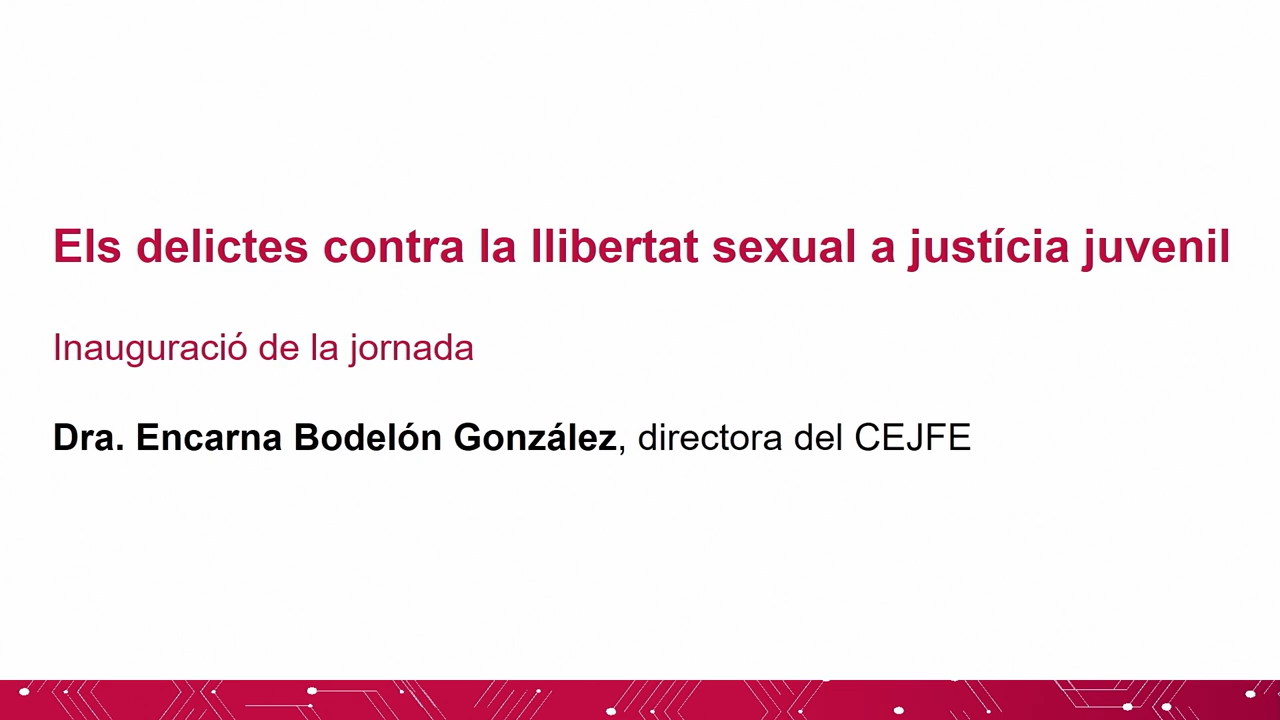 Els delictes contra la llibertat sexual a justícia juvenil
Inauguració de la jornada
Dra. Encarna Bodelón González, directora del CEJFE